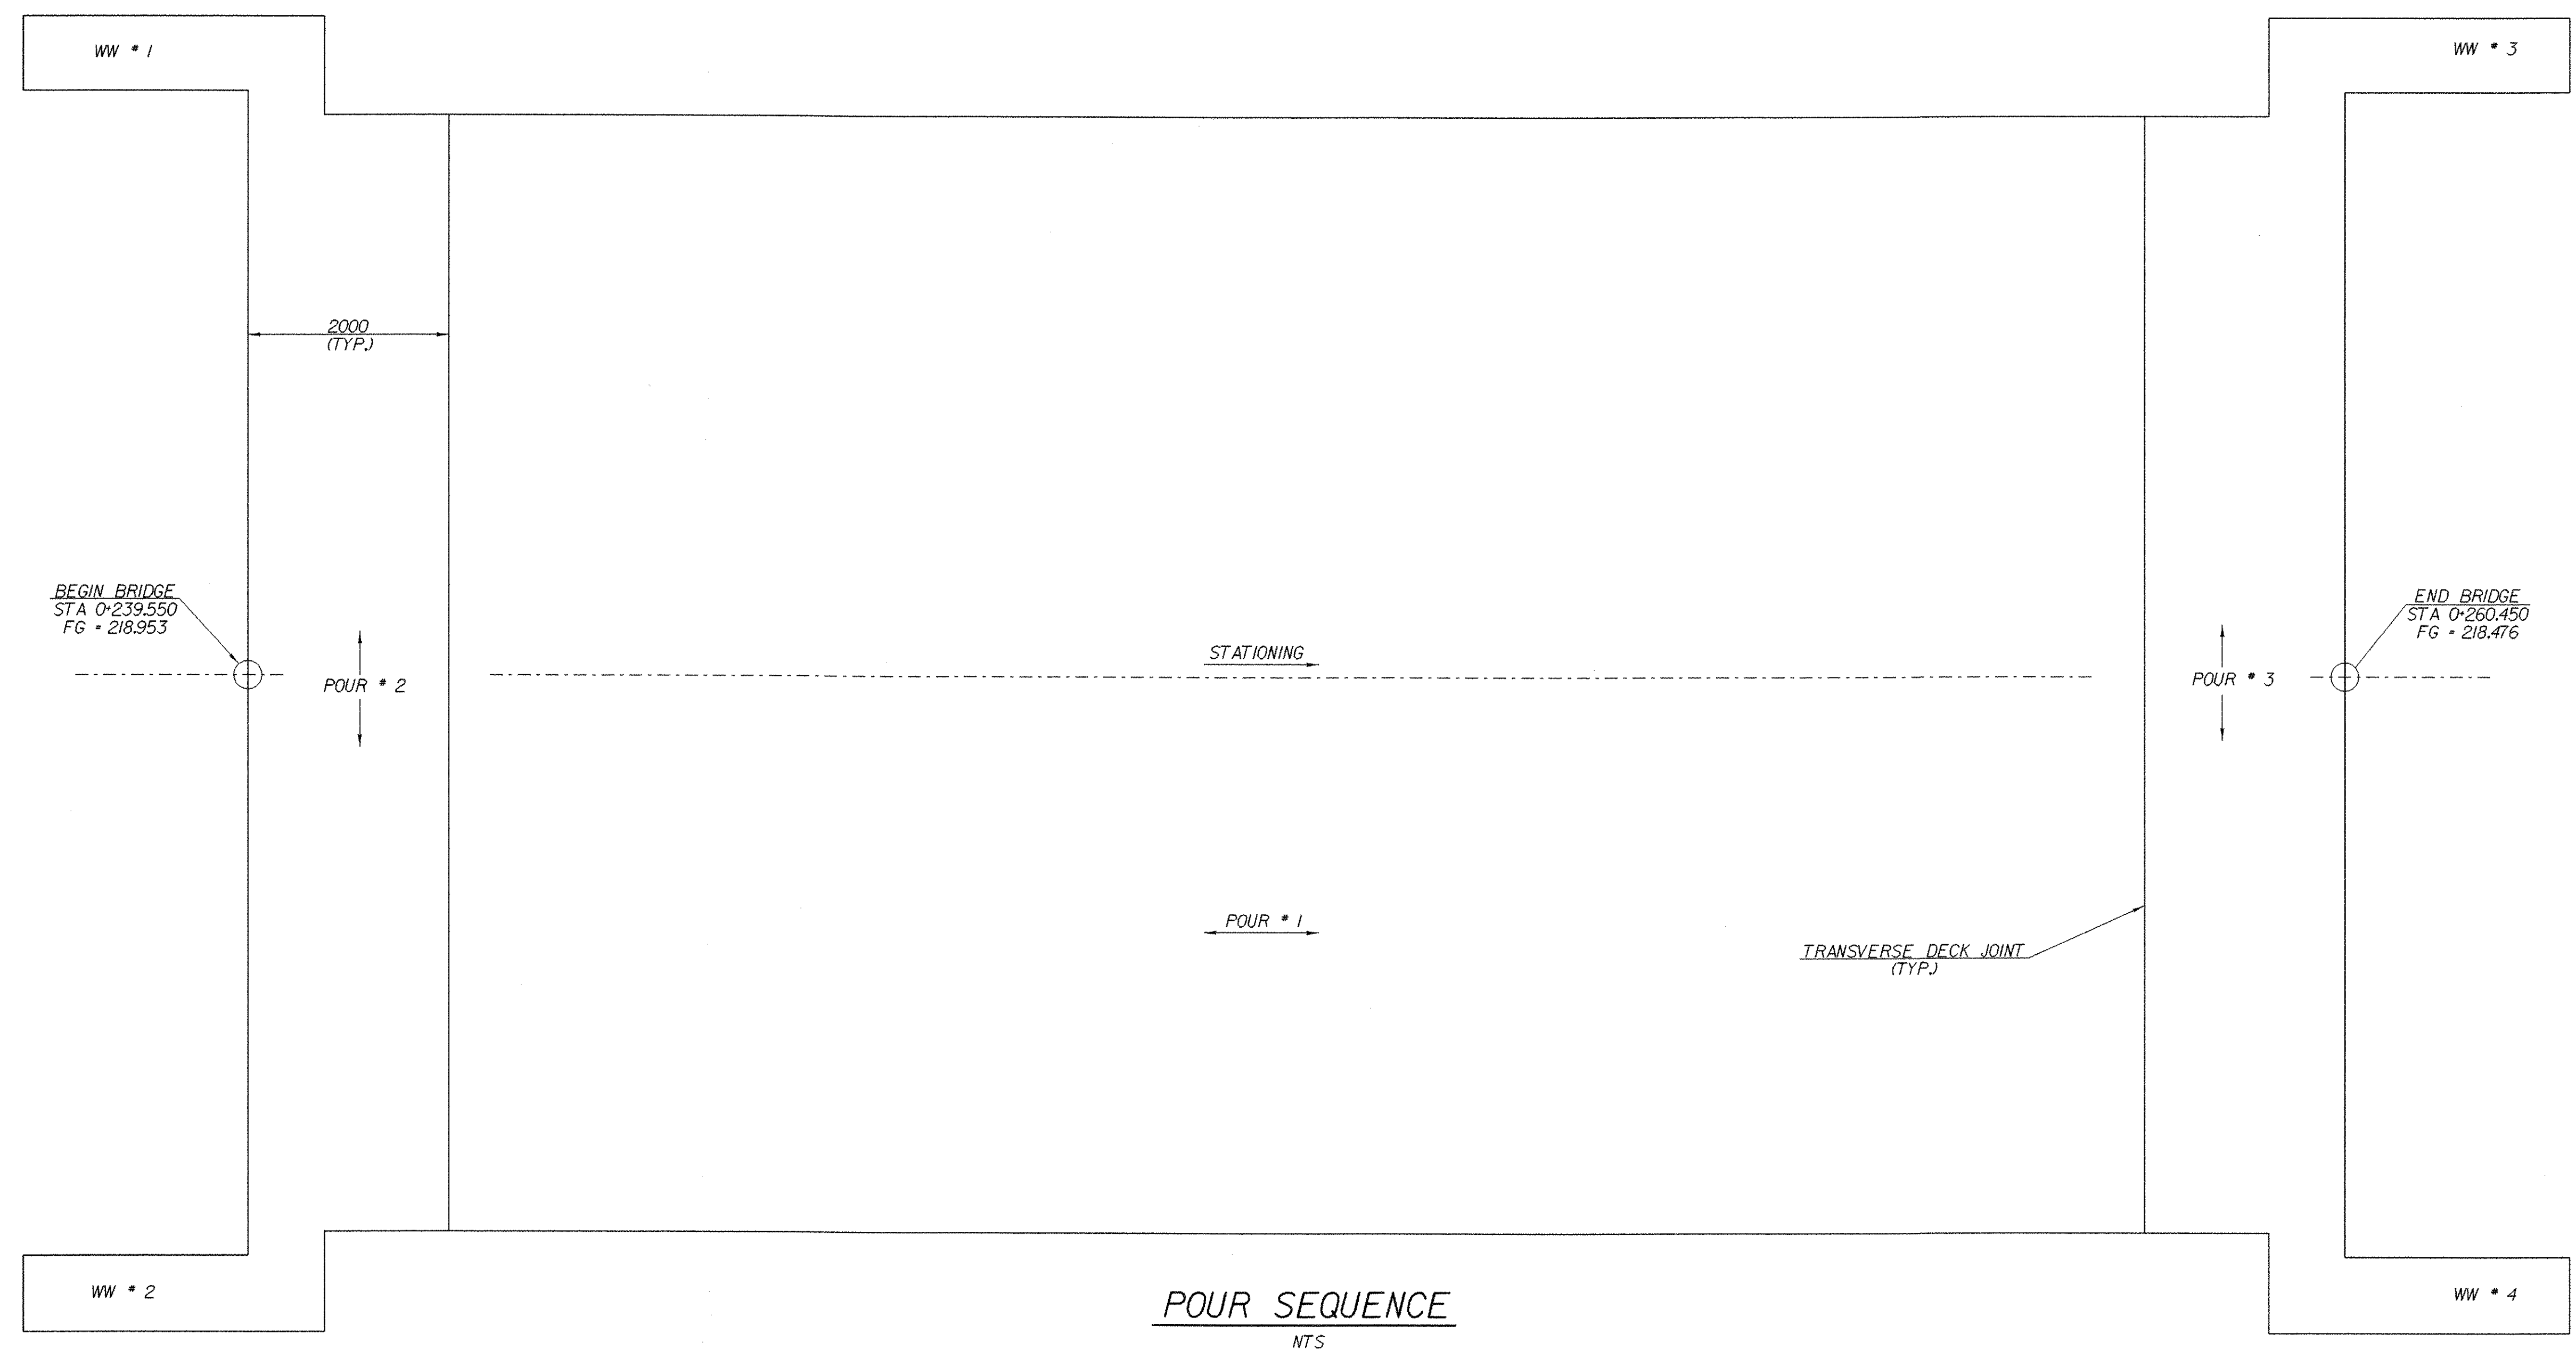 WW # 1
WW # 3
2000
(TYP.)
BEGIN BRIDGE
STA 0+239.550
FG = 218.953
POUR # 2
STATIONING
POUR # 3
END BRIDGE
STA 0+260.450
FG = 218.476
POUR # 1
TRANSVERSE DECK JOINT
(TYP.)
WW # 2
WW # 4
POUR SEQUENCE
NTS